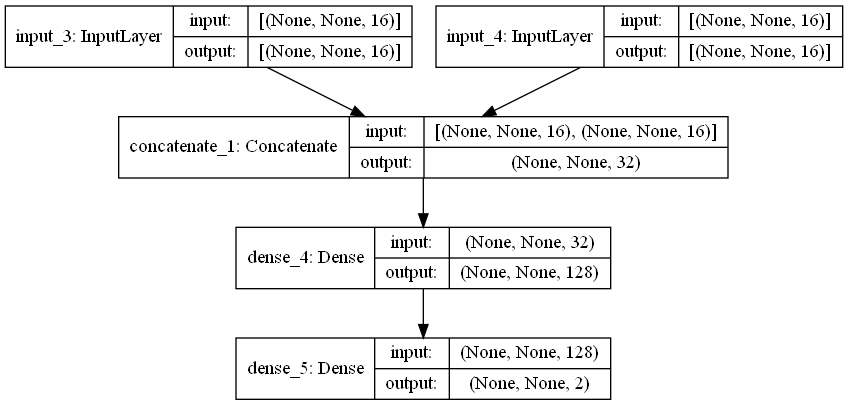 input_3: InputLayer
input: [(None, None, 16)]
output: [(None, None, 16)]
input_4: InputLayer
input: [(None, None, 16)]
output: [(None, None, 16)]
concatenate_1: Concatenate
input: [(None, None, 16), (None, None, 16)]
output: (None, None, 32)
dense_4: Dense
input: (None, None, 32)
output: (None, None, 128)
dense_5: Dense
input: (None, None, 128)
output: (None, None, 2)